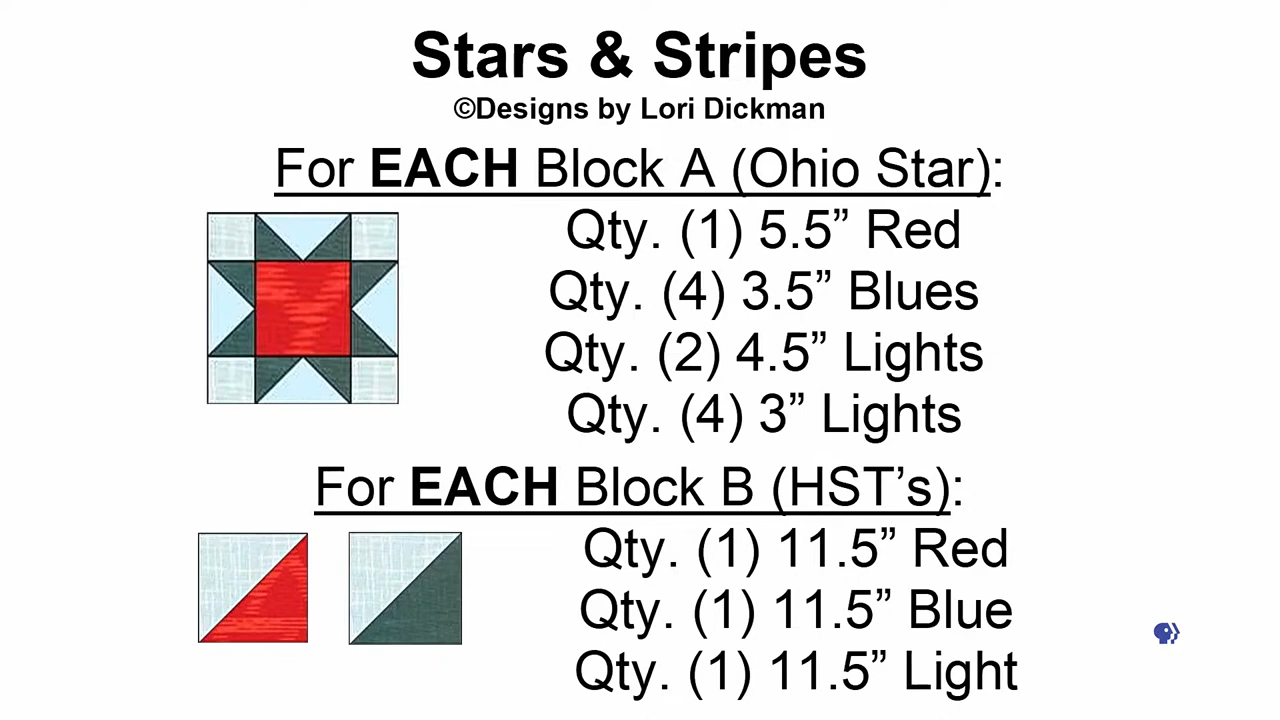 Stars & Stripes
©Designs by Lori Dickman
For EACH Block A (Ohio Star):
Qty. (1) 5.5” Red
Qty. (4) 3.5” Blues
Qty. (2) 4.5” Lights
Qty. (4) 3” Lights
For EACH Block B (HST’s):
Qty. (1) 11.5” Red
Qty. (1) 11.5” Blue
Qty. (1) 11.5” Light